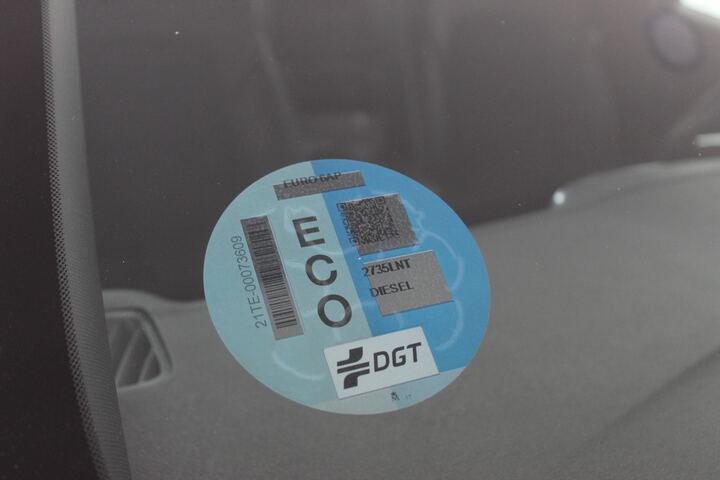 EURO 6AP
21TE-00073609
ECO
2735LNT
DIESEL
DGT